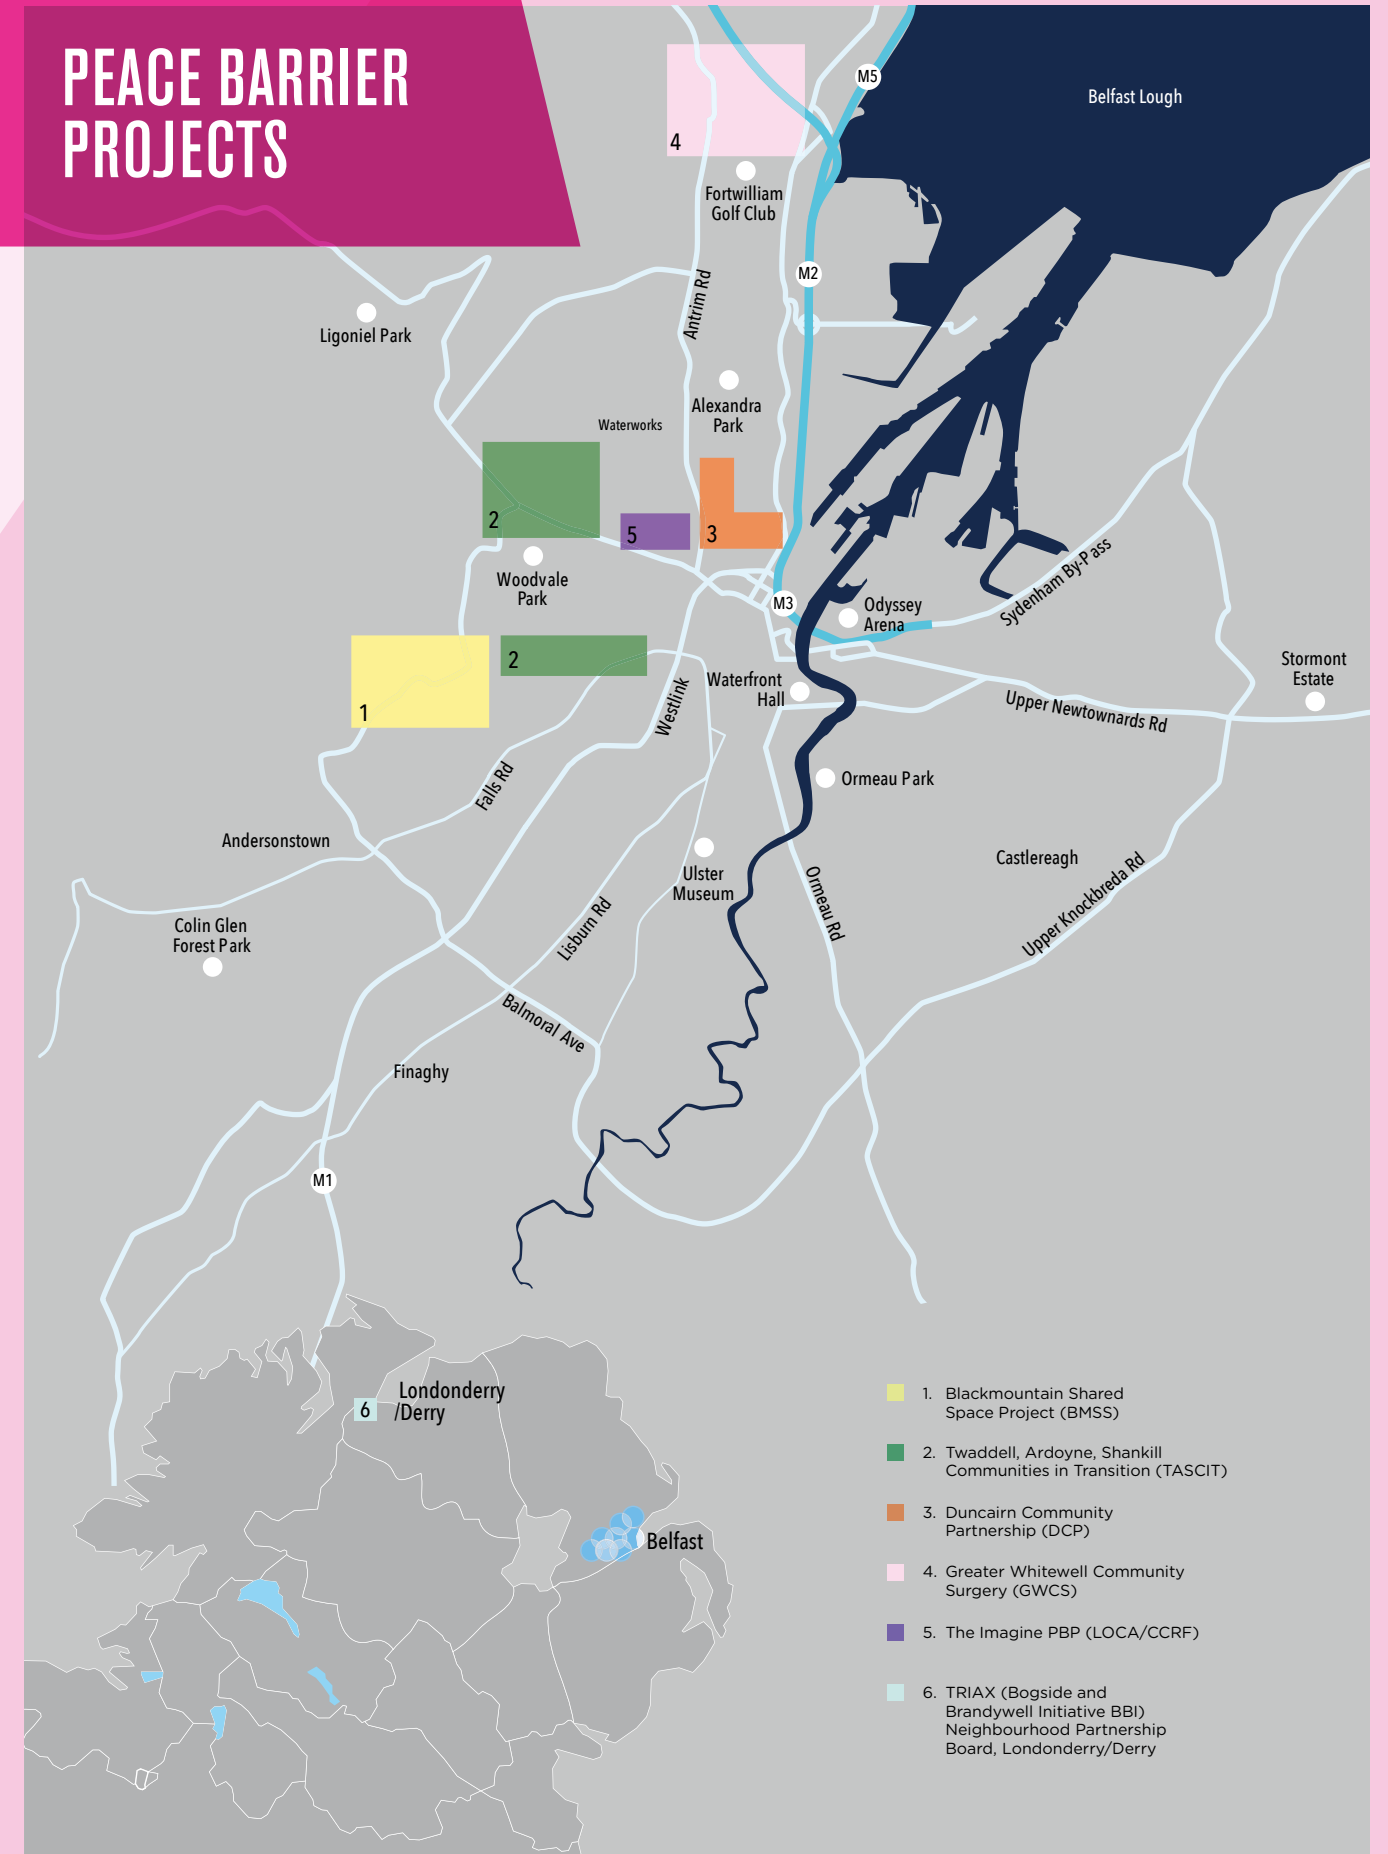 PEACE BARRIER
PROJECTS
M5
Belfast Lough
4
Fortwilliam
Golf Club
M2
Antrim Rd
Ligoniel Park
Alexandra
Park
Waterworks
2
5
3
Woodvale
Park
M3
Odyssey
Arena
Sydenham By-Pass
2
1
Waterfront
Hall
Westlink
Stormont
Estate
Upper Newtownards Rd
Falls Rd
Ormeau Park
Andersonstown
Castlereagh
Ulster
Museum
Ormeau Rd
Upper Knockbreda Rd
Colin Glen
Forest Park
Lisburn Rd
Balmoral Ave
Finaghy
M1
6
Londonderry
/Derry
Belfast
1. Blackmountain Shared
Space Project (BMSS)
2. Twaddell, Ardoyne, Shankill
Communities in Transition (TASCIT)
3. Duncairn Community
Partnership (DCP)
4. Greater Whitewell Community
Surgery (GWCS)
5. The Imagine PBP (LOCA/CCRF)
6. TRIAX (Bogside and
Brandywell Initiative BBI)
Neighbourhood Partnership
Board, Londonderry/Derry